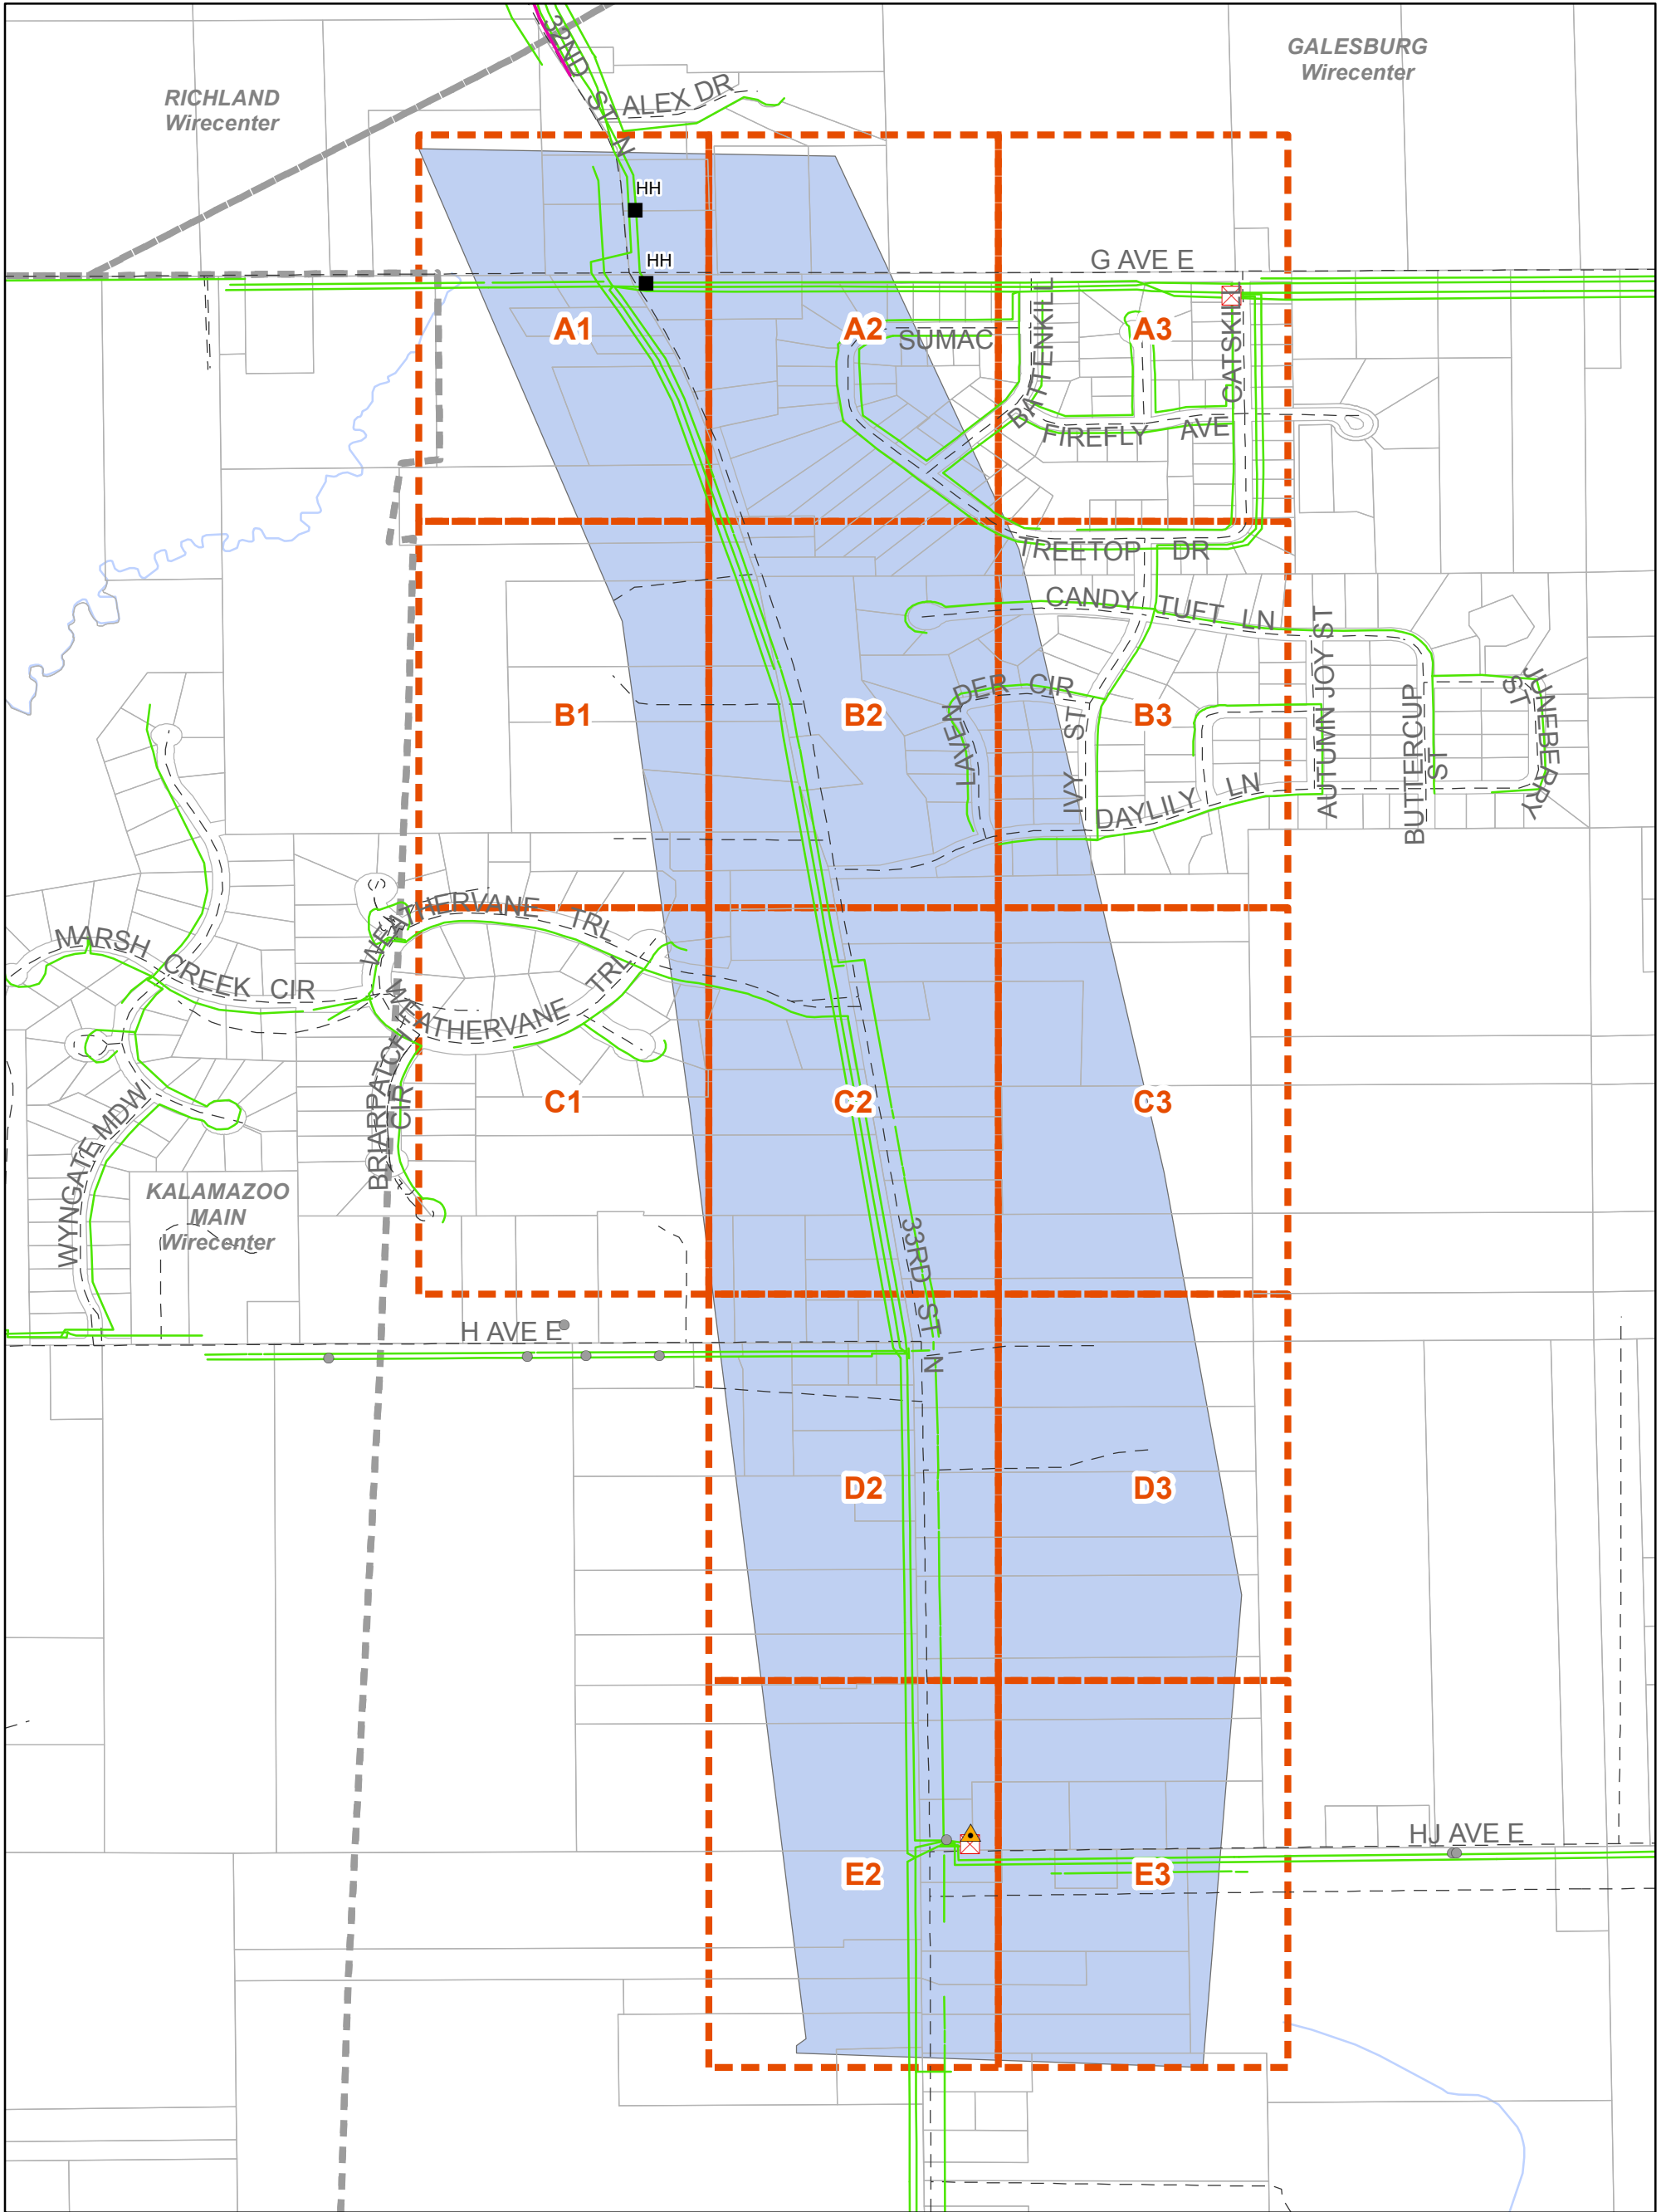 GALESBURG
Wirecenter
RICHLAND
Wirecenter
32ND ST N
ALEX DR
HH
HH
G AVE E
A1
A2
A3
SUMAC
BATTENKILL
CATSKILL
FIREFLY AVE
TREETOP DR
CANDY TUFT LN
AUTUMN JOY ST
BUTTERCUP
ST
JUNEBERRY
ST
LAVENDER CIR
IVY ST
DAYLILY LN
B1
B2
B3
WEATHERVANE TRL
MARSH CREEK CIR
WEATHERVANE TRL
BRIARPATCH
CIR
WYNGATE MDW
C1
C2
C3
KALAMAZOO
MAIN
Wirecenter
33RD ST N
H AVE E
D2
D3
HJ AVE E
E2
E3